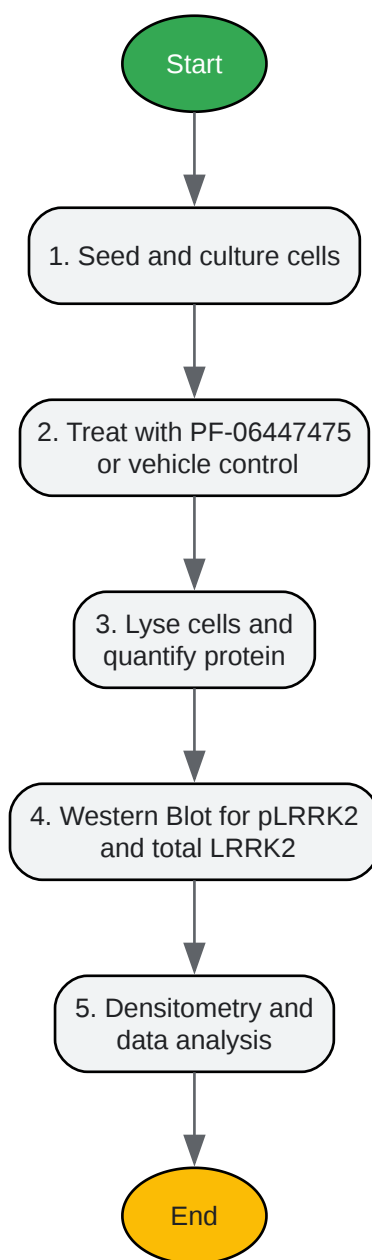 Start
1. Seed and culture cells
2. Treat with PF-06447475
or vehicle control
3. Lyse cells and
quantify protein
4. Western Blot for pLRRK2
and total LRRK2
5. Densitometry and
data analysis
End